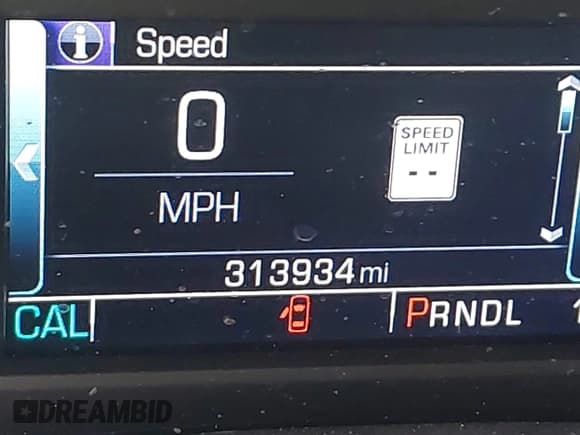 i Speed
0
MPH
SPEED
LIMIT
--
313934 mi
CAL PRNDL
DREAMBID